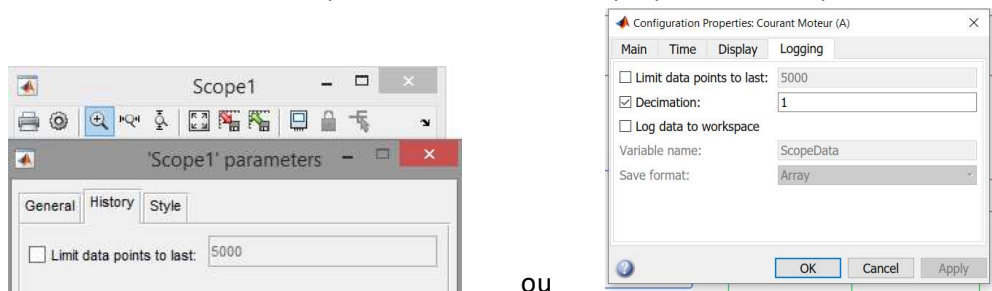 Scope1
'Scope1' parameters
General History Style
Limit data points to last: 5000
ou
Configuration Properties: Courant Moteur (A)
Main Time Display Logging
Limit data points to last: 5000
Decimation: 1
Log data to workspace
Variable name: ScopeData
Save format: Array
OK Cancel Apply